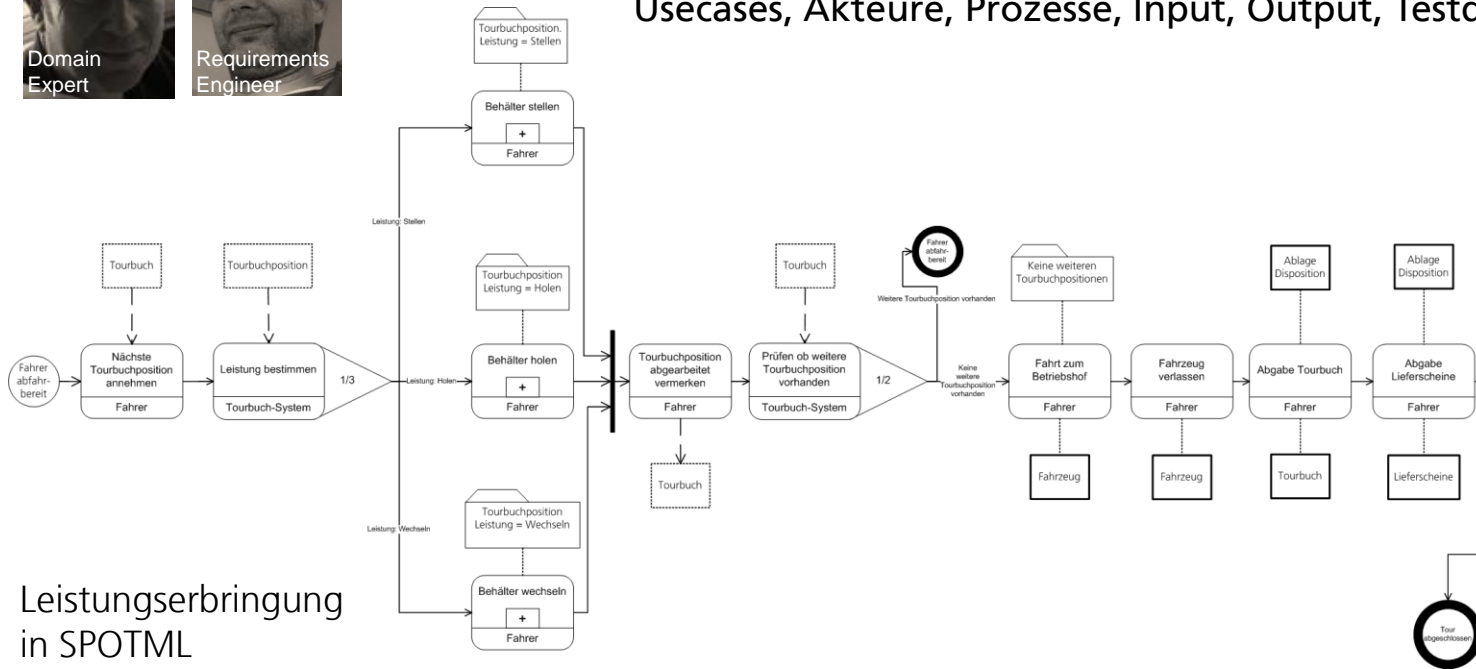 Usecases, Akteure, Prozesse, Input, Output,
Domain
Expert
Requirements
Engineer
Tourbuchposition.
Leistung = Stellen
Behälter stellen
+
Fahrer
Leistung: Stellen
Fahrer
abfahr-
bereit
Tourbuch
Nächste
Tourbuchposition
annehmen
Fahrer
Tourbuchposition
Leistung bestimmen
Tourbuch-System
1/3
Leistung: Holen
Tourbuchposition
Leistung = Holen
Behälter holen
+
Fahrer
Leistung: Wechseln
Tourbuchposition
Leistung = Wechseln
Behälter wechseln
+
Fahrer
Tourbuchposition
abgearbeitet
vermerken
Fahrer
Tourbuch
Tourbuch
Prüfen ob weitere
Tourbuchposition
vorhanden
Tourbuch-System
1/2
Fahrer
abfahr-
bereit
Weitere Tourbuchposition vorhanden
Keine
weitere
Tourbuchposition
vorhanden
Keine weiteren
Tourbuchpositionen
Fahrt zum
Betriebshof
Fahrer
Fahrzeug
Fahrzeug
verlassen
Fahrer
Fahrzeug
Ablage
Disposition
Abgabe Tourbuch
Fahrer
Tourbuch
Ablage
Disposition
Abgabe
Lieferscheine
Fahrer
Lieferscheine
Tour
abgeschlossen
Leistungserbringung
in SPOTML